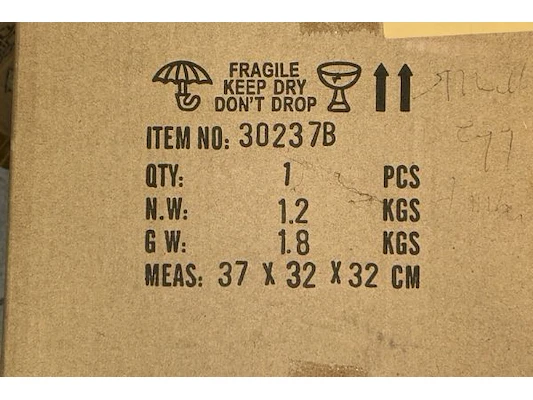 FRAGILE
KEEP DRY
DON'T DROP
ITEM NO: 30237B
QTY: 1 PCS
N.W: 1.2 KGS
G W: 1.8 KGS
MEAS: 37 X 32 X 32 CM